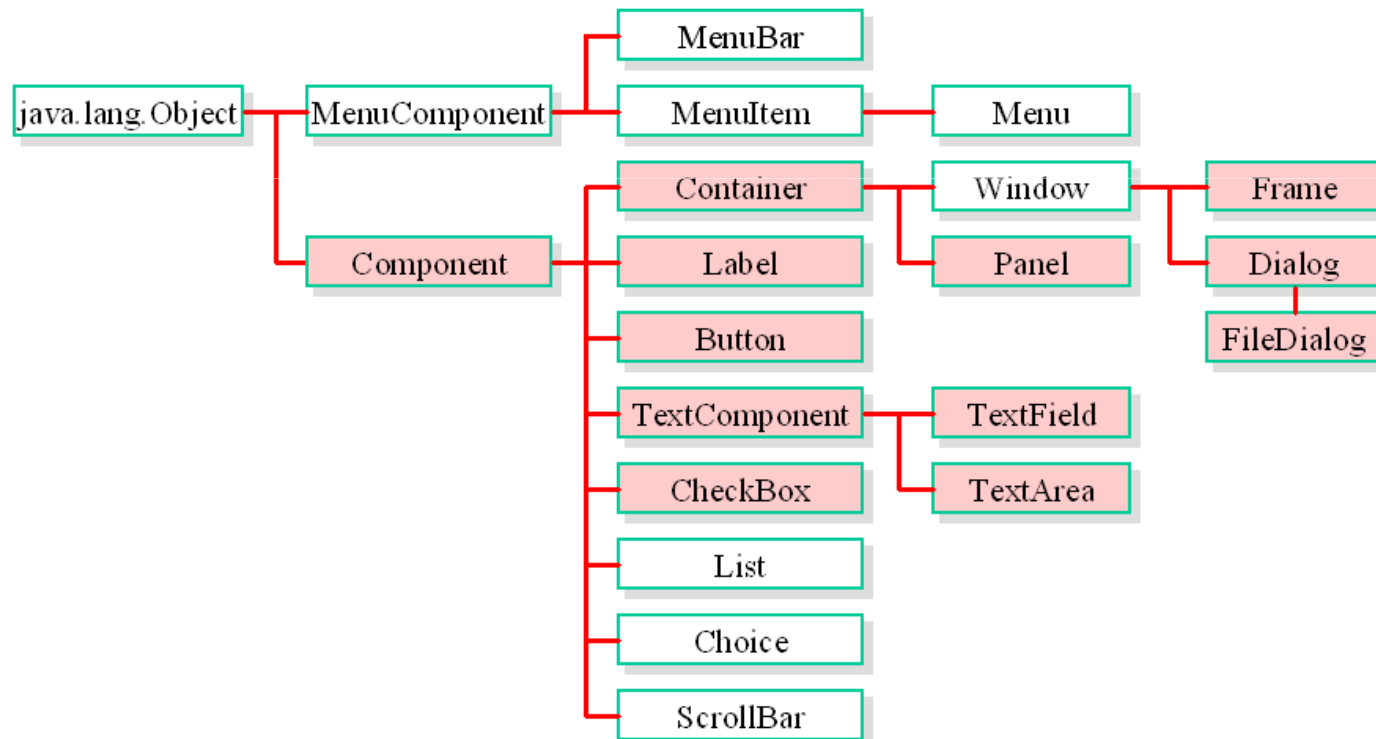 MenuBar
java.lang.Object
MenuComponent
MenuItem
Menu
Container
Window
Frame
Component
Label
Panel
Dialog
Button
FileDialog
TextComponent
TextField
CheckBox
TextArea
List
Choice
ScrollBar